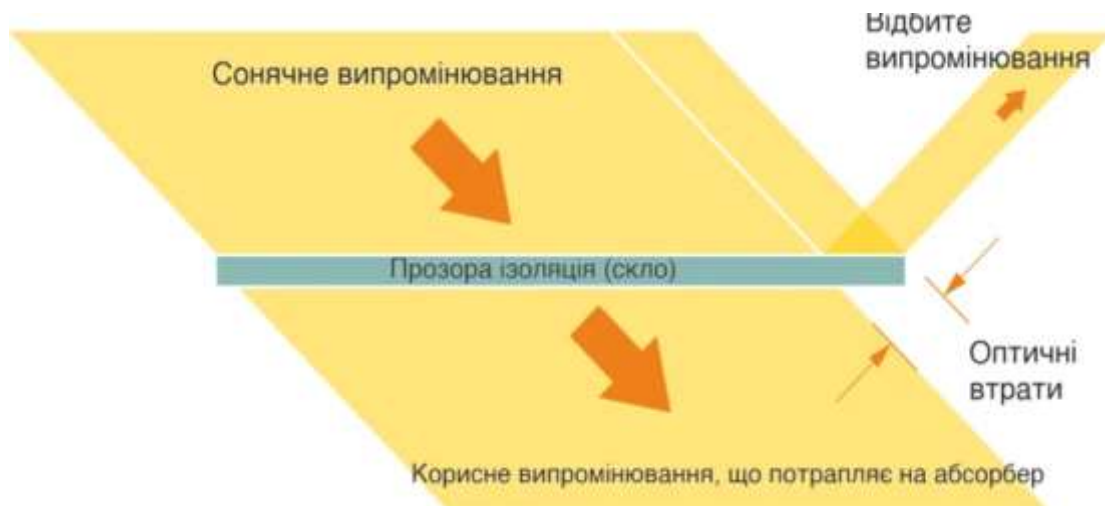 Відбите
випромінювання
Сонячне випромінювання
Прозора ізоляція (скло)
Оптичні
втрати
Корисне випромінювання, що потрапляє на абсорбер